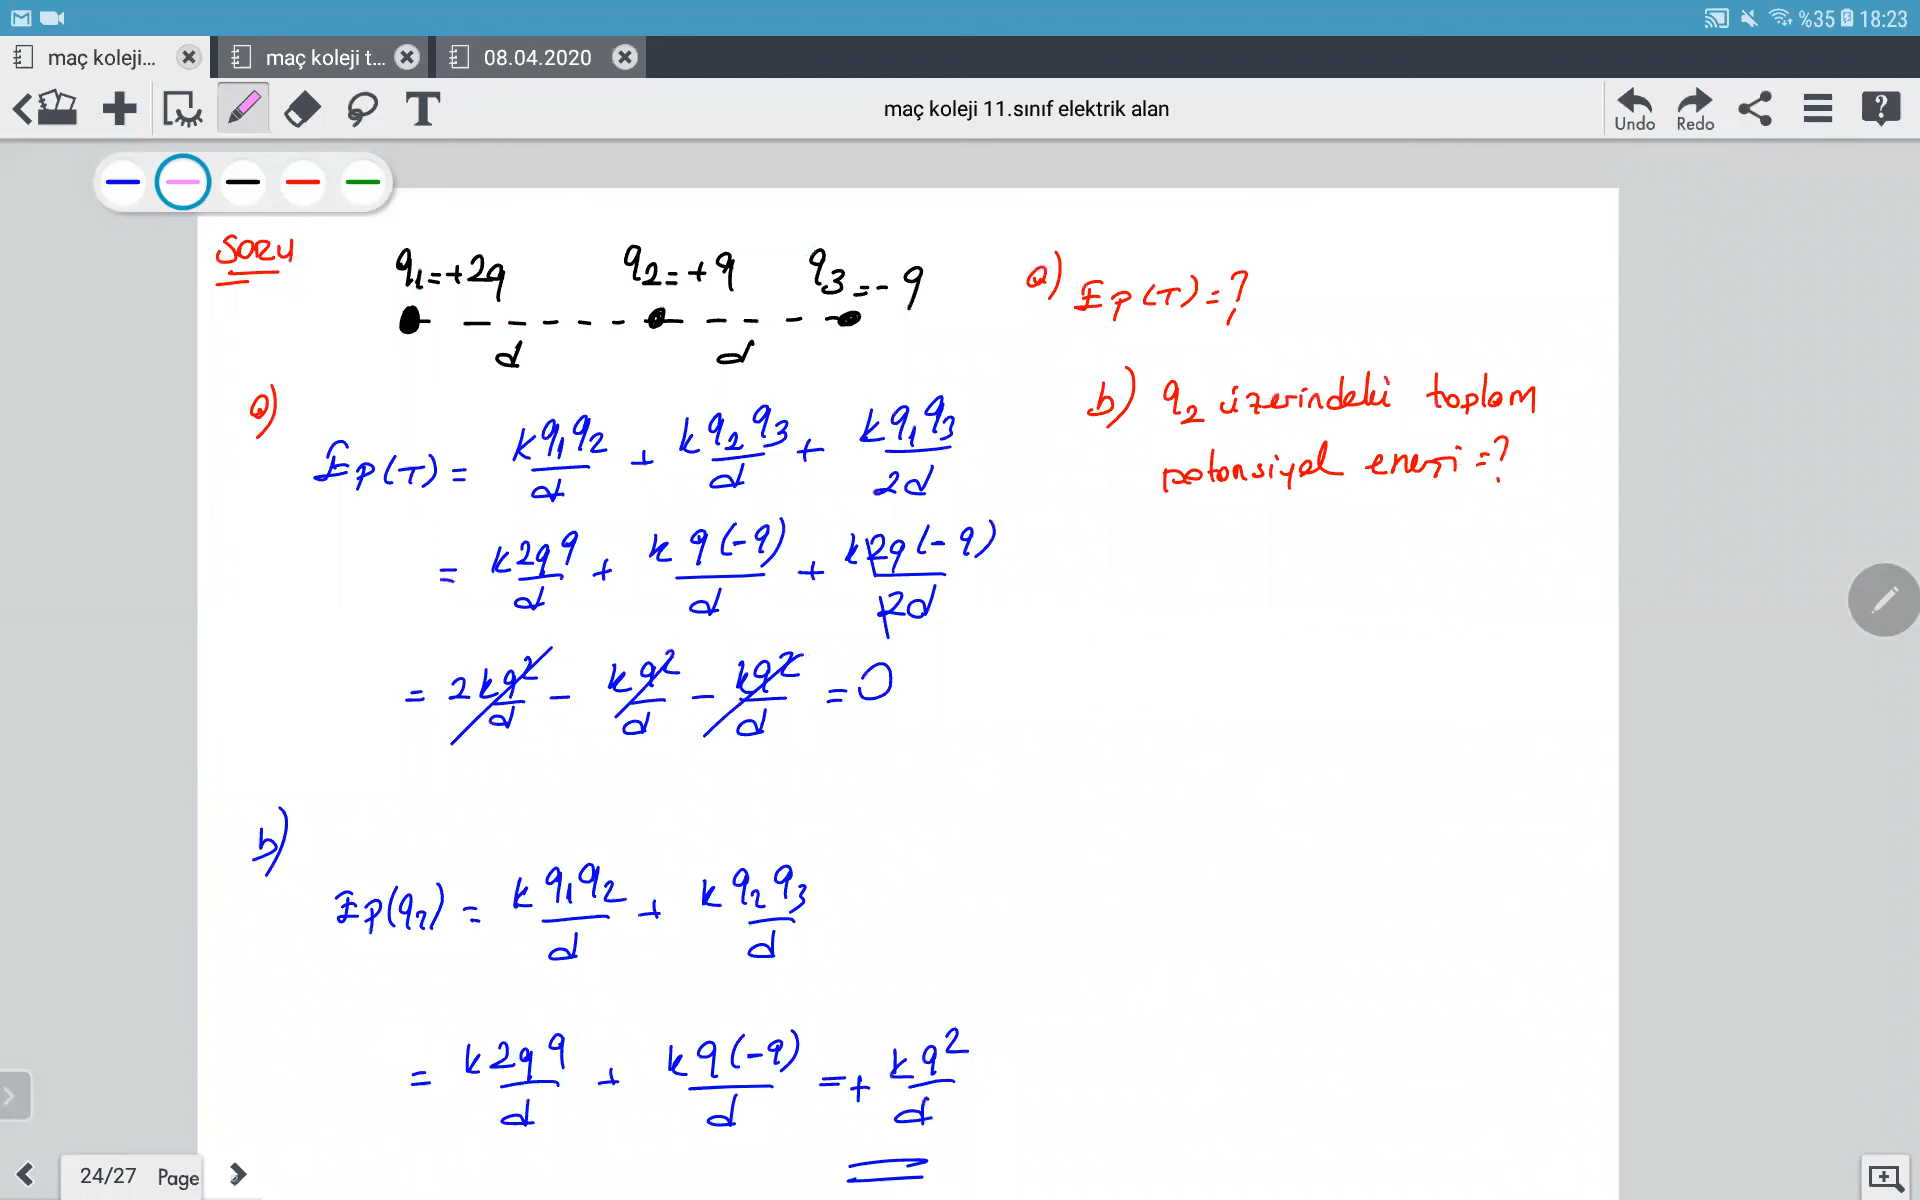 %35 18:23
maç koleji... maç koleji t... 08.04.2020
T maç koleji 11.sınıf elektrik alan Undo Redo ?
Soru
q1=+2q q2=+q q3=-q
d d
a) Ep(T)=?
b) q2 üzerindeki toplam
potansiyel enerji=?
a)
Ep(T) = kq1q2/d + kq2q3/d + kq1q3/2d
= k2qq/d + kq(-q)/d + k2q(-q)/2d
= 2kq²/d - kq²/d - kq²/d = 0
b)
Ep(q2) = kq1q2/d + kq2q3/d
= k2qq/d + kq(-q)/d = + kq²/d
24/27 Page